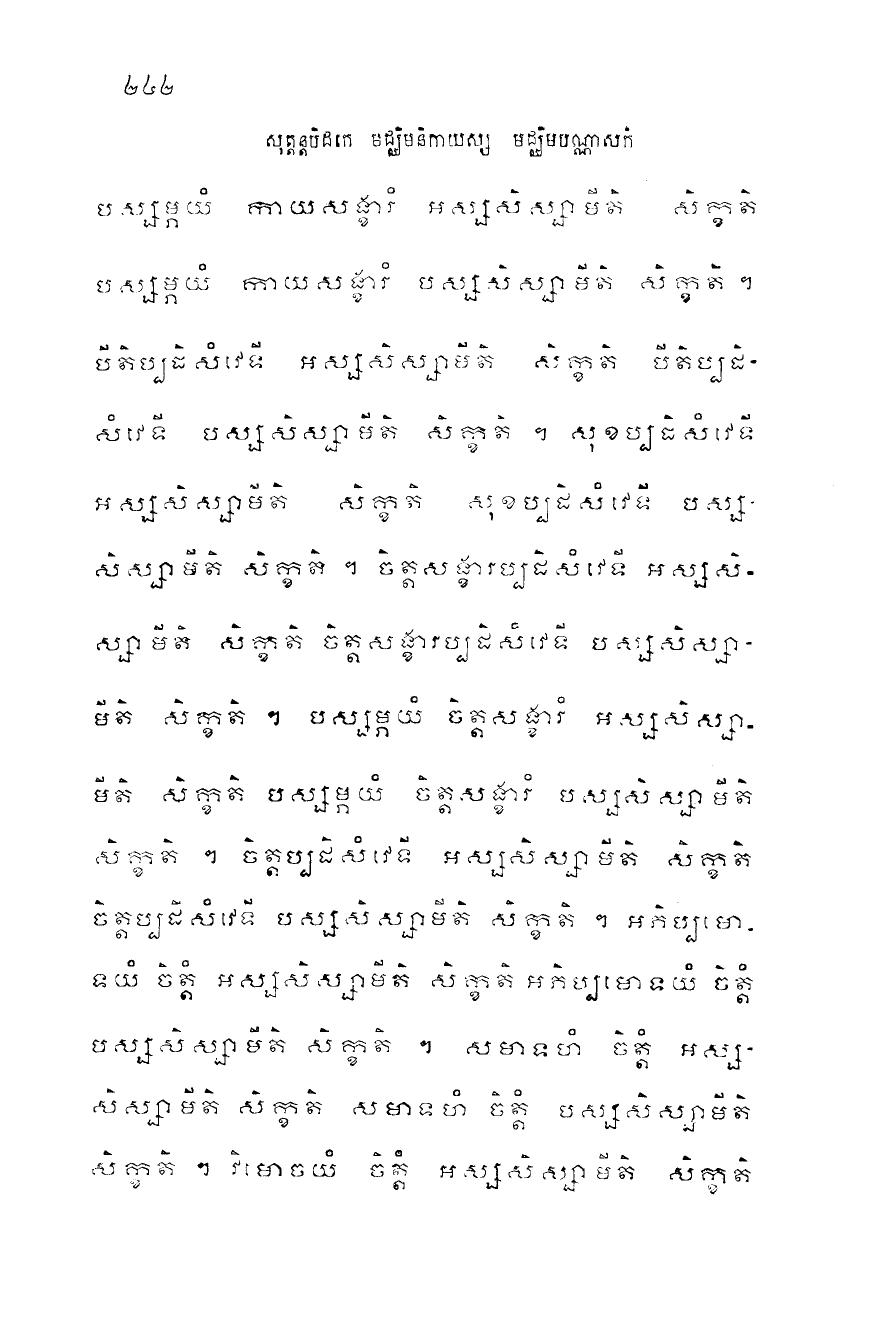 ២៤២
សុត្តន្តបិដកេ មជ្ឈិមនិកាយស្ស មជ្ឈិមបណ្ណាសកំ
បស្សម្ភយំ កាយសង្ខារំ អស្សសិស្សាមីតិ សិក្ខតិ
បស្សម្ភយំ កាយសង្ខារំ បស្សសិស្សាមីតិ សិក្ខតិ ។
បីតិប្បដិសំវេទី អស្សសិស្សាមីតិ សិក្ខតិ បីតិប្បដិ-
សំវេទី បស្សសិស្សាមីតិ សិក្ខតិ ។ សុខប្បដិសំវេទី
អស្សសិស្សាមីតិ សិក្ខតិ សុខប្បដិសំវេទី បស្ស-
សិស្សាមីតិ សិក្ខតិ ។ ចិត្តសង្ខារប្បដិសំវេទី អស្សសិ-
ស្សាមីតិ សិក្ខតិ ចិត្តសង្ខារប្បដិសំវេទី បស្សសិស្សា-
មីតិ សិក្ខតិ ។ បស្សម្ភយំ ចិត្តសង្ខារំ អស្សសិស្សា-
មីតិ សិក្ខតិ បស្សម្ភយំ ចិត្តសង្ខារំ បស្សសិស្សាមីតិ
សិក្ខតិ ។ ចិត្តប្បដិសំវេទី អស្សសិស្សាមីតិ សិក្ខតិ
ចិត្តប្បដិសំវេទី បស្សសិស្សាមីតិ សិក្ខតិ ។ អភិប្បមោ-
ទយំ ចិត្តំ អស្សសិស្សាមីតិ សិក្ខតិ អភិប្បមោទយំ ចិត្តំ
បស្សសិស្សាមីតិ សិក្ខតិ ។ សមាទហំ ចិត្តំ អស្ស-
សិស្សាមីតិ សិក្ខតិ សមាទហំ ចិត្តំ បស្សសិស្សាមីតិ
សិក្ខតិ ។ វិមោចយំ ចិត្តំ អស្សសិស្សាមីតិ សិក្ខតិ